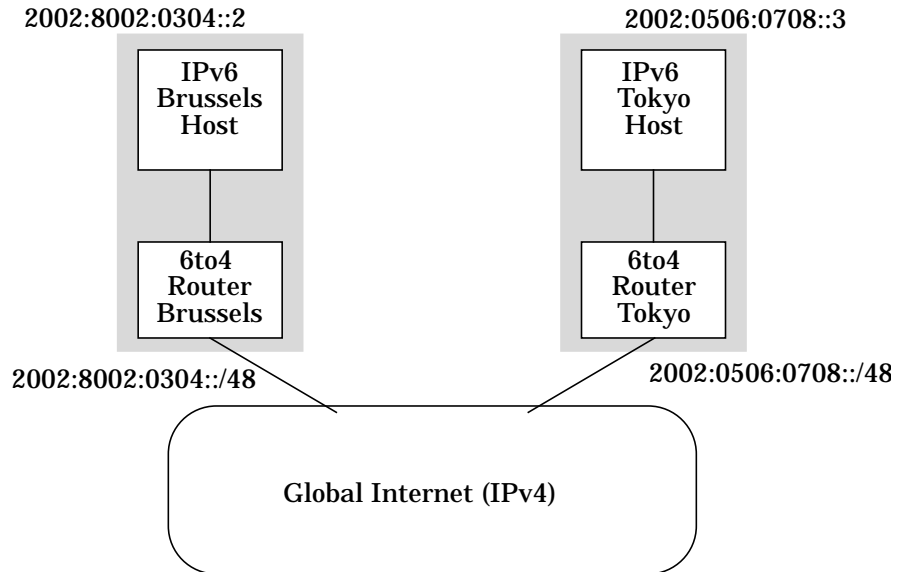 2002:8002:0304::2
2002:0506:0708::3
IPv6
Brussels
Host
IPv6
Tokyo
Host
6to4
Router
Brussels
6to4
Router
Tokyo
2002:8002:0304::/48
2002:0506:0708::/48
Global Internet (IPv4)